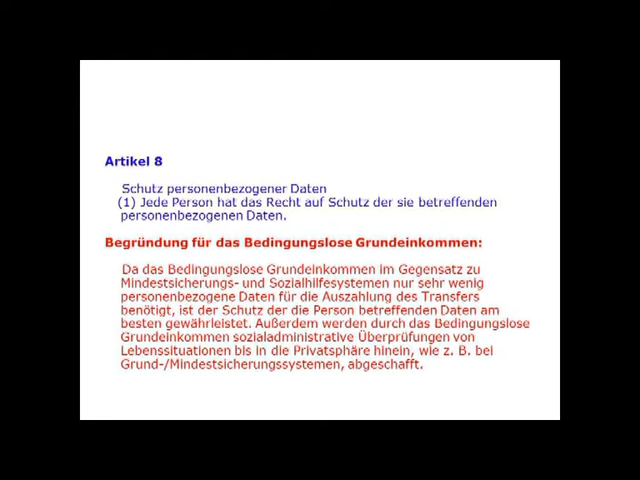 Artikel 8
Schutz personenbezogener Daten
(1) Jede Person hat das Recht auf Schutz der sie betreffenden
personenbezogenen Daten.
Begründung für das Bedingungslose Grundeinkommen:
Da das Bedingungslose Grundeinkommen im Gegensatz zu
Mindestsicherungs- und Sozialhilfesystemen nur sehr wenig
personenbezogene Daten für die Auszahlung des Transfers
benötigt, ist der Schutz der die Person betreffenden Daten am
besten gewährleistet. Außerdem werden durch das Bedingungslose
Grundeinkommen sozialadministrative Überprüfungen von
Lebenssituationen bis in die Privatsphäre hinein, wie z. B. bei
Grund-/Mindestsicherungssystemen, abgeschafft.